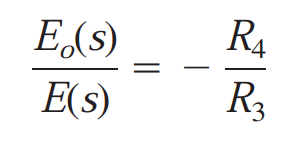 Eₒ(s)/E(s) = − R₄/R₃